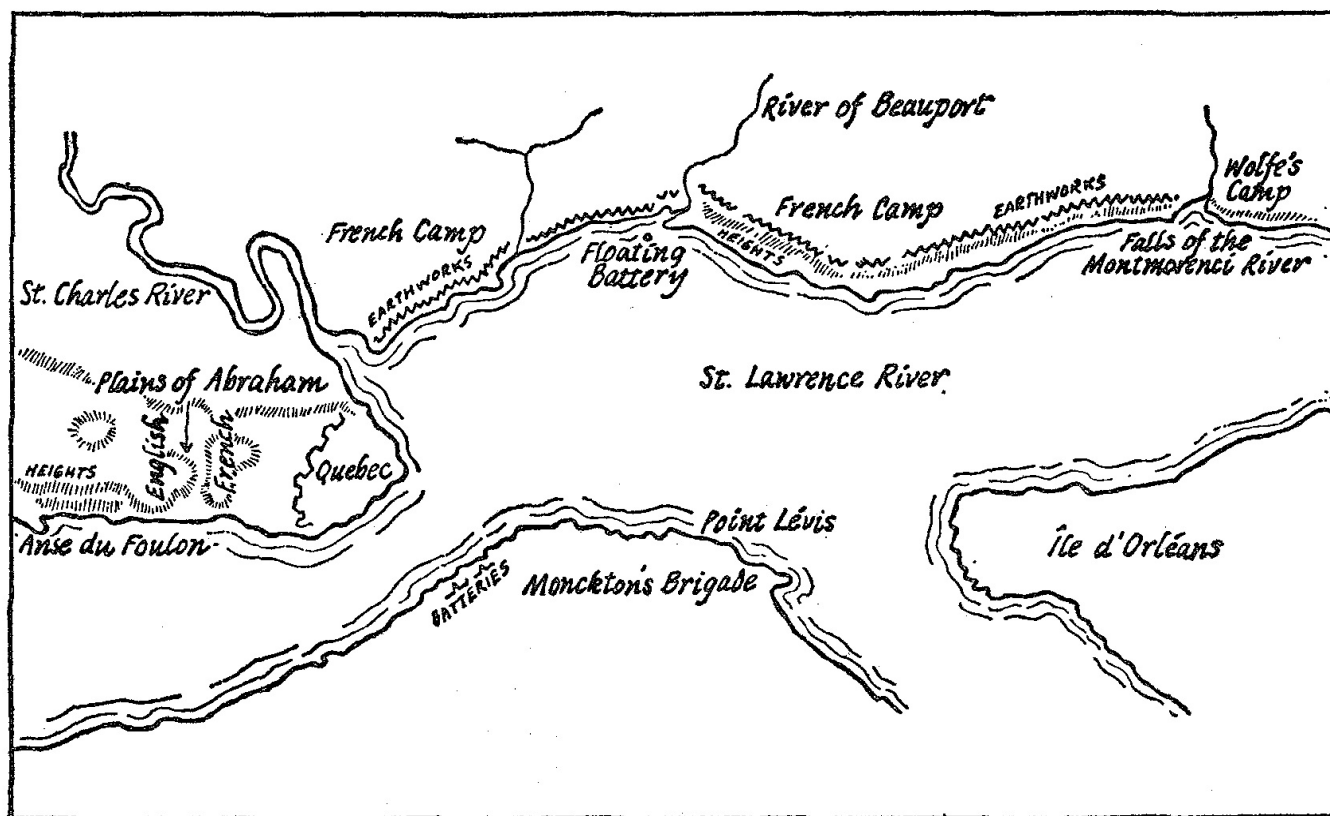 River of Beauport
Wolfe's
Camp
EARTHWORKS
French Camp
French Camp
HEIGHTS
Floating
Battery
Falls of the
Montmorenci River
EARTHWORKS
St. Charles River
Plains of Abraham
St. Lawrence River
English
French
HEIGHTS
Quebec
Anse du Foulon
Point Lévis
Île d'Orléans
BATTERIES
Monckton's Brigade